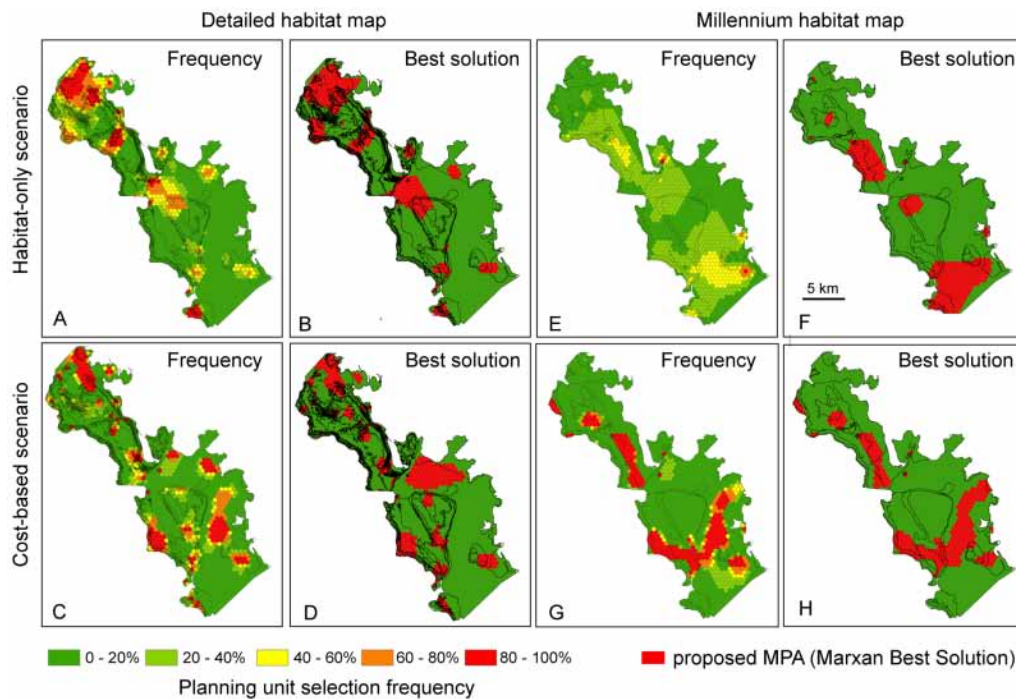 Detailed habitat map
Millennium habitat map
Habitat-only scenario
Frequency
A
Best solution
B
Frequency
E
Best solution
5 km
F
Cost-based scenario
Frequency
C
Best solution
D
Frequency
G
Best solution
H
0 - 20%
20 - 40%
40 - 60%
60 - 80%
80 - 100%
proposed MPA (Marxan Best Solution)
Planning unit selection frequency